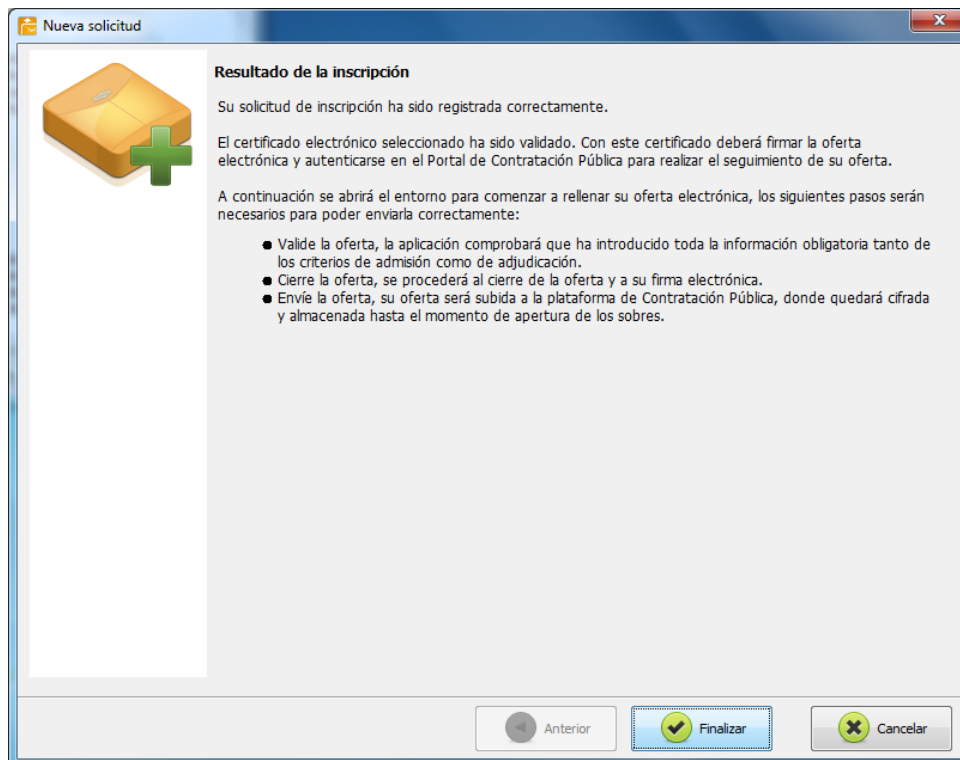 Nueva solicitud
x
Resultado de la inscripción
Su solicitud de inscripción ha sido registrada correctamente.
El certificado electrónico seleccionado ha sido validado. Con este certificado deberá firmar la oferta
electrónica y autenticarse en el Portal de Contratación Pública para realizar el seguimiento de su oferta.
A continuación se abrirá el entorno para comenzar a rellenar su oferta electrónica, los siguientes pasos serán
necesarios para poder enviarla correctamente:
● Valide la oferta, la aplicación comprobará que ha introducido toda la información obligatoria tanto de
los criterios de admisión como de adjudicación.
● Cierre la oferta, se procederá al cierre de la oferta y a su firma electrónica.
● Envíe la oferta, su oferta será subida a la plataforma de Contratación Pública, donde quedará cifrada
y almacenada hasta el momento de apertura de los sobres.
Anterior
Finalizar
Cancelar